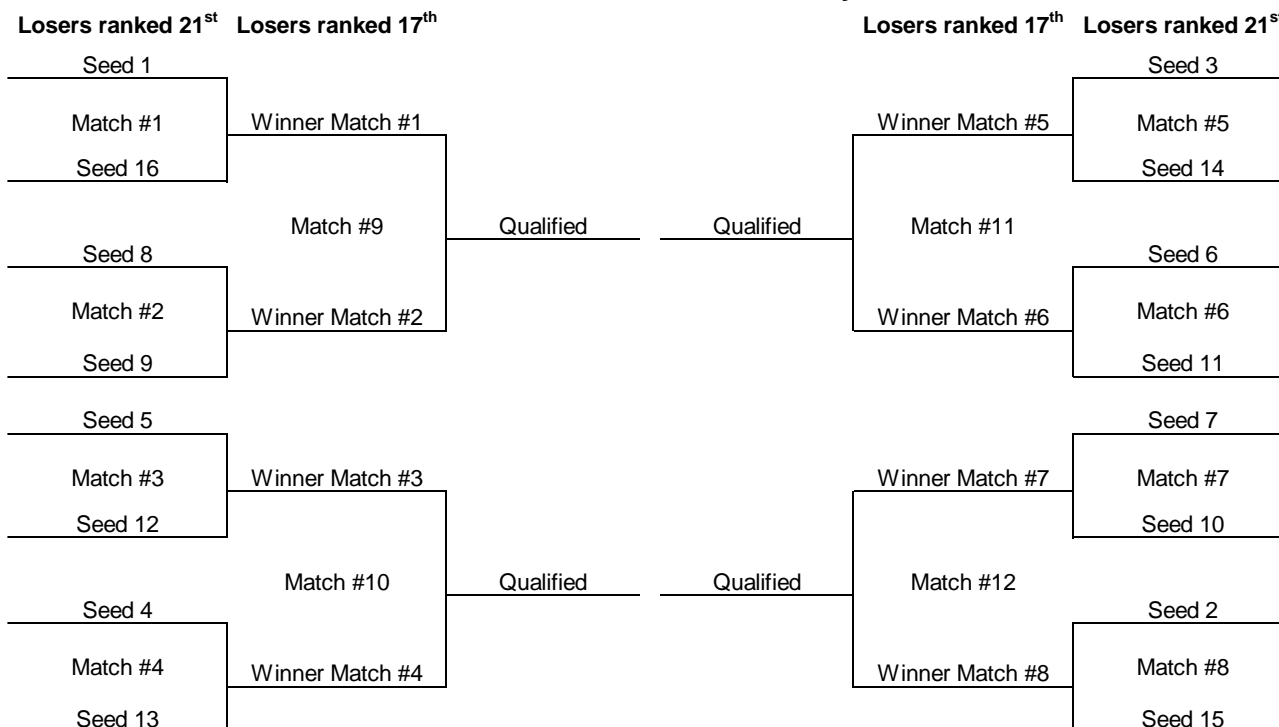 Losers ranked 21st Losers ranked 17th Losers ranked 17th Losers ranked 21st
Seed 1 Seed 3
Match #1 Winner Match #1 Winner Match #5 Match #5
Seed 16 Seed 14
Match #9 Qualified Qualified Match #11
Seed 8 Seed 6
Match #2 Winner Match #2 Winner Match #6 Match #6
Seed 9 Seed 11
Seed 5 Seed 7
Match #3 Winner Match #3 Winner Match #7 Match #7
Seed 12 Seed 10
Match #10 Qualified Qualified Match #12
Seed 4 Seed 2
Match #4 Winner Match #4 Winner Match #8 Match #8
Seed 13 Seed 15